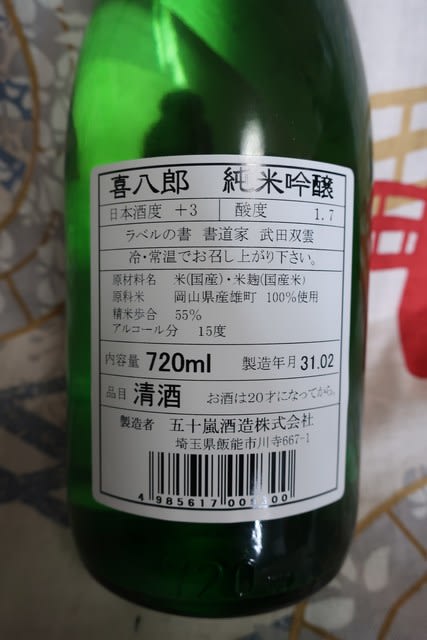 喜八郎 純米吟醸
日本酒度 +3 酸度 1.7
ラベルの書 書道家 武田双雲
冷・常温でお召し上がり下さい。
原材料名 米(国産)・米麹(国産米)
原料米 岡山県産雄町 100%使用
精米歩合 55%
アルコール分 15度
内容量 720ml 製造年月 31.02
品目 清酒 お酒は20才になってから。
製造者 五十嵐酒造株式会社
埼玉県飯能市川寺667-1